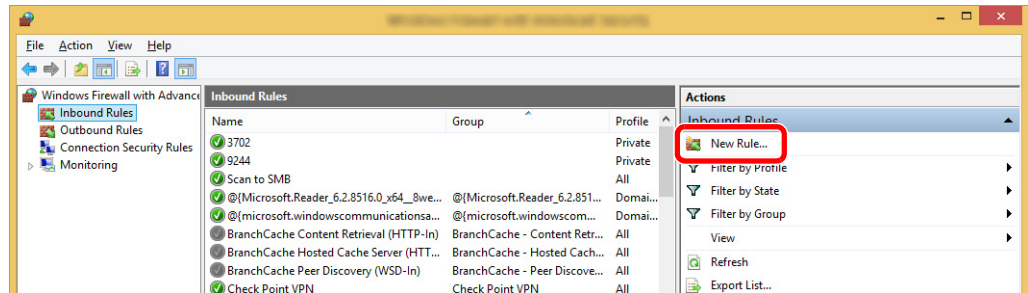 File Action View Help
Windows Firewall with Advance
Inbound Rules
Outbound Rules
Connection Security Rules
Monitoring
Inbound Rules
Name Group Profile
3702 Private
9244 Private
Scan to SMB All
@{Microsoft.Reader_6.2.8516.0_x64__8we... @{Microsoft.Reader_6.2.851... Domai...
@{microsoft.windowscommunicationsa... @{microsoft.windowscom... Domai...
BranchCache Content Retrieval (HTTP-In) BranchCache - Content Retr... All
BranchCache Hosted Cache Server (HTT... BranchCache - Hosted Cach... All
BranchCache Peer Discovery (WSD-In) BranchCache - Peer Discove... All
Check Point VPN Check Point VPN All
Actions
Inbound Rules
New Rule...
Filter by Profile
Filter by State
Filter by Group
View
Refresh
Export List...